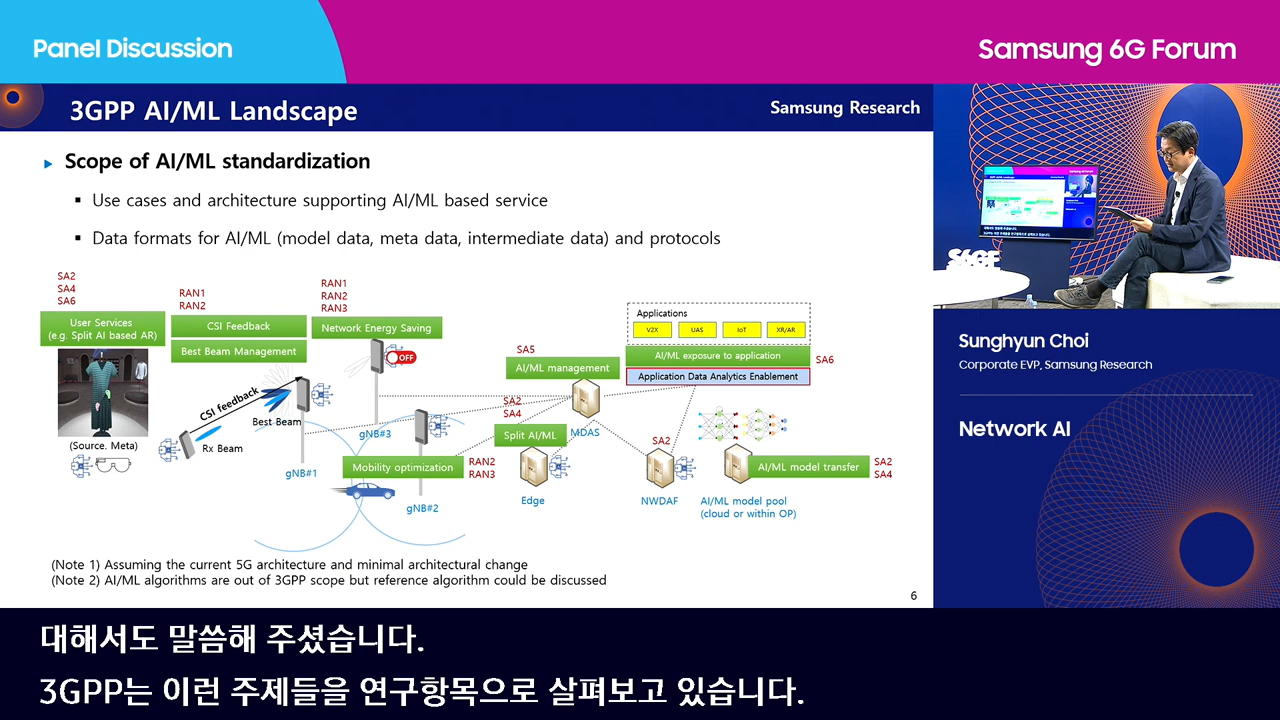 Panel Discussion
Samsung 6G Forum
3GPP AI/ML Landscape
Samsung Research
Scope of AI/ML standardization
Use cases and architecture supporting AI/ML based service
Data formats for AI/ML (model data, meta data, intermediate data) and protocols
SA2
SA4
SA6
User Services
(e.g. Split AI based AR)
(Source. Meta)
RAN1
RAN2
CSI Feedback
Best Beam Management
CSI feedback
Best Beam
Rx Beam
gNB#1
RAN1
RAN2
RAN3
Network Energy Saving
OFF
gNB#3
Mobility optimization
RAN2
RAN3
gNB#2
SA5
AI/ML management
MDAS
SA2
SA4
Split AI/ML
Edge
Applications
V2X
UAS
IoT
XR/AR
AI/ML exposure to application
Application Data Analytics Enablement
SA6
SA2
NWDAF
AI/ML model transfer
SA2
SA4
AI/ML model pool
(cloud or within OP)
(Note 1) Assuming the current 5G architecture and minimal architectural change
(Note 2) AI/ML algorithms are out of 3GPP scope but reference algorithm could be discussed
6
S6GF
Sunghyun Choi
Corporate EVP, Samsung Research
Network AI
대해서도 말씀해 주셨습니다.
3GPP는 이런 주제들을 연구항목으로 살펴보고 있습니다.